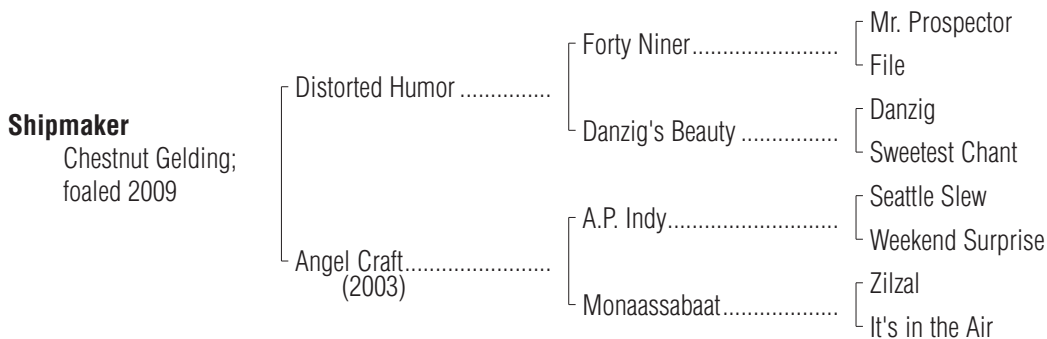 Mr. Prospector
Forty Niner........................
File
Distorted Humor ...............
Danzig
Danzig's Beauty ................
Sweetest Chant
Shipmaker
Chestnut Gelding;
foaled 2009
Seattle Slew
A.P. Indy............................
Weekend Surprise
Angel Craft........................
(2003)
Zilzal
Monaassabaat...................
It's in the Air